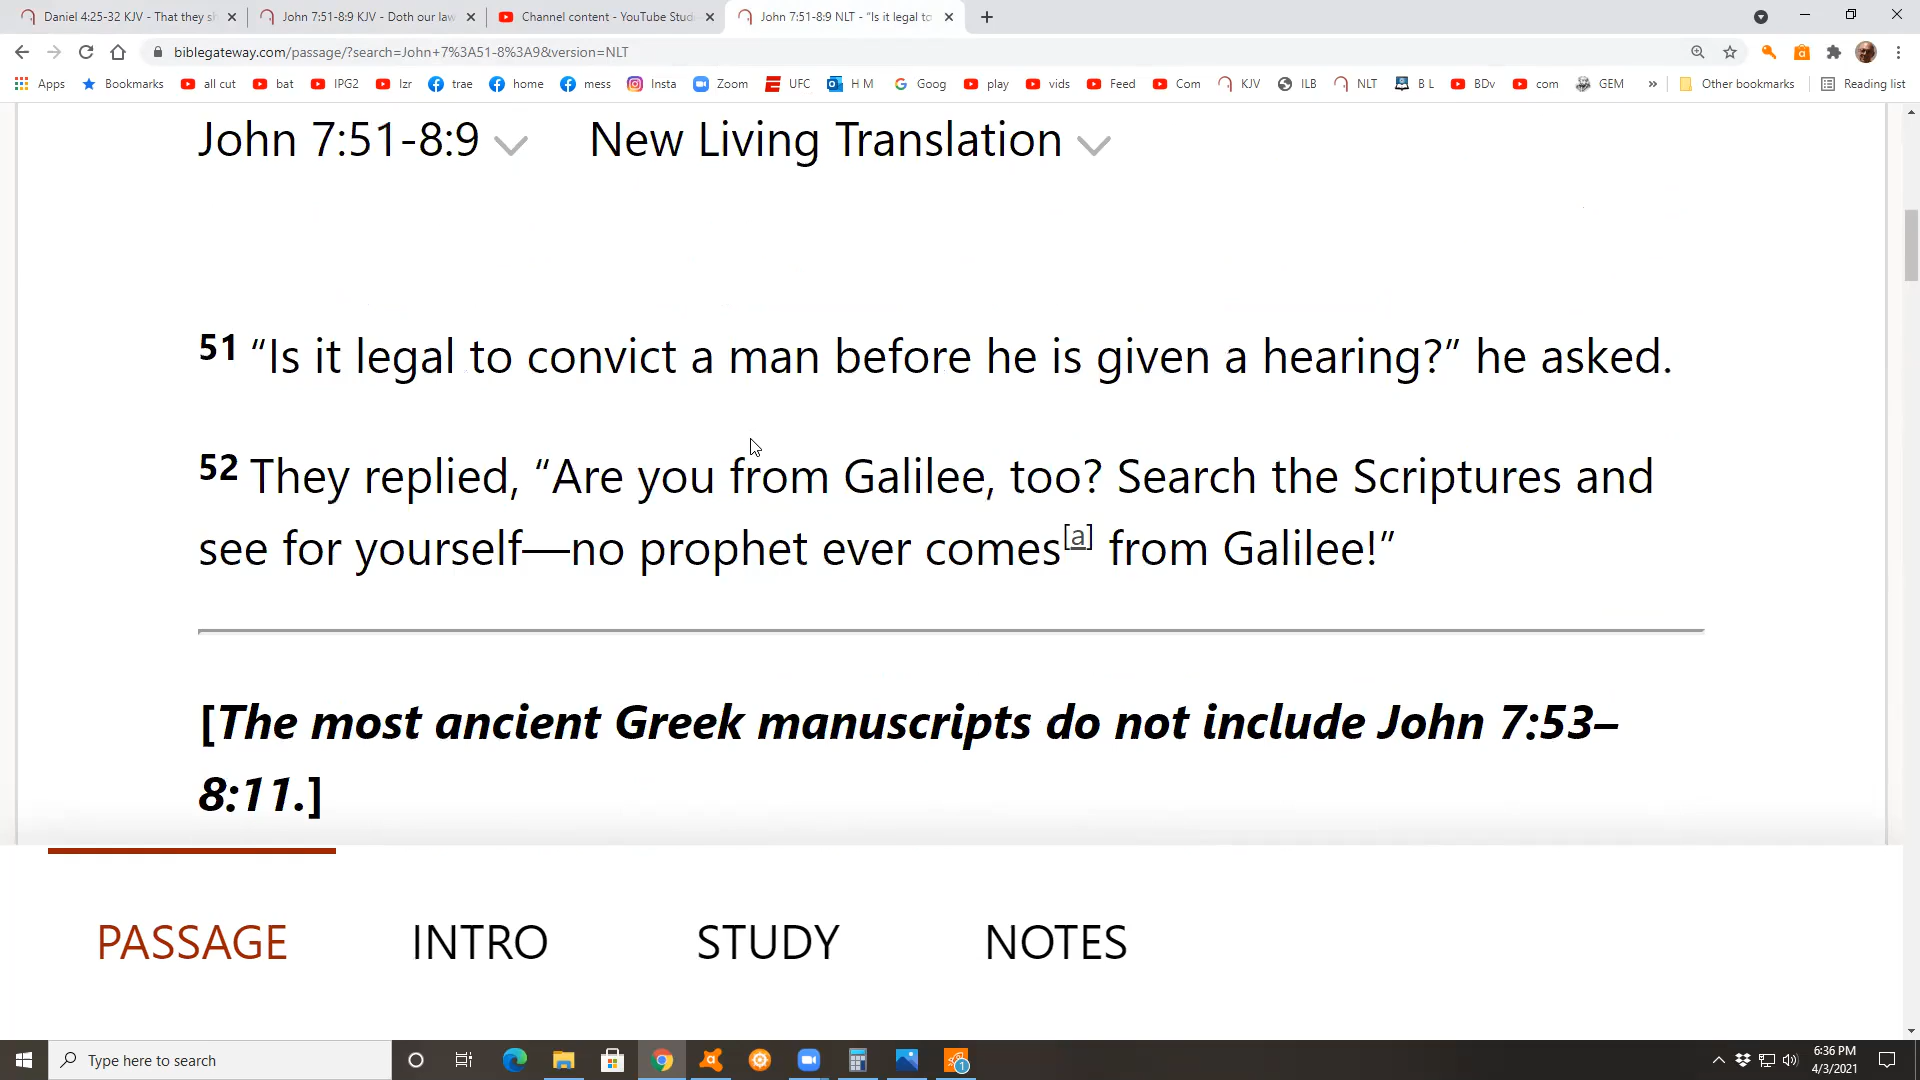 Daniel 4:25-32 KJV - That they sh
John 7:51-8:9 KJV - Doth our law
Channel content - YouTube Stud
John 7:51-8:9 NLT - “Is it legal to
biblegateway.com/passage/?search=John+7%3A51-8%3A9&version=NLT
Apps Bookmarks all cut bat IPG2 lzr trae home mess Insta Zoom UFC H M Goog play vids Feed Com KJV ILB NLT B L BDv com GEM » Other bookmarks Reading list
John 7:51-8:9 New Living Translation
51 “Is it legal to convict a man before he is given a hearing?” he asked.
52 They replied, “Are you from Galilee, too? Search the Scriptures and
see for yourself—no prophet ever comes[a] from Galilee!”
[The most ancient Greek manuscripts do not include John 7:53–
8:11.]
PASSAGE INTRO STUDY NOTES
Type here to search
1
6:36 PM
4/3/2021